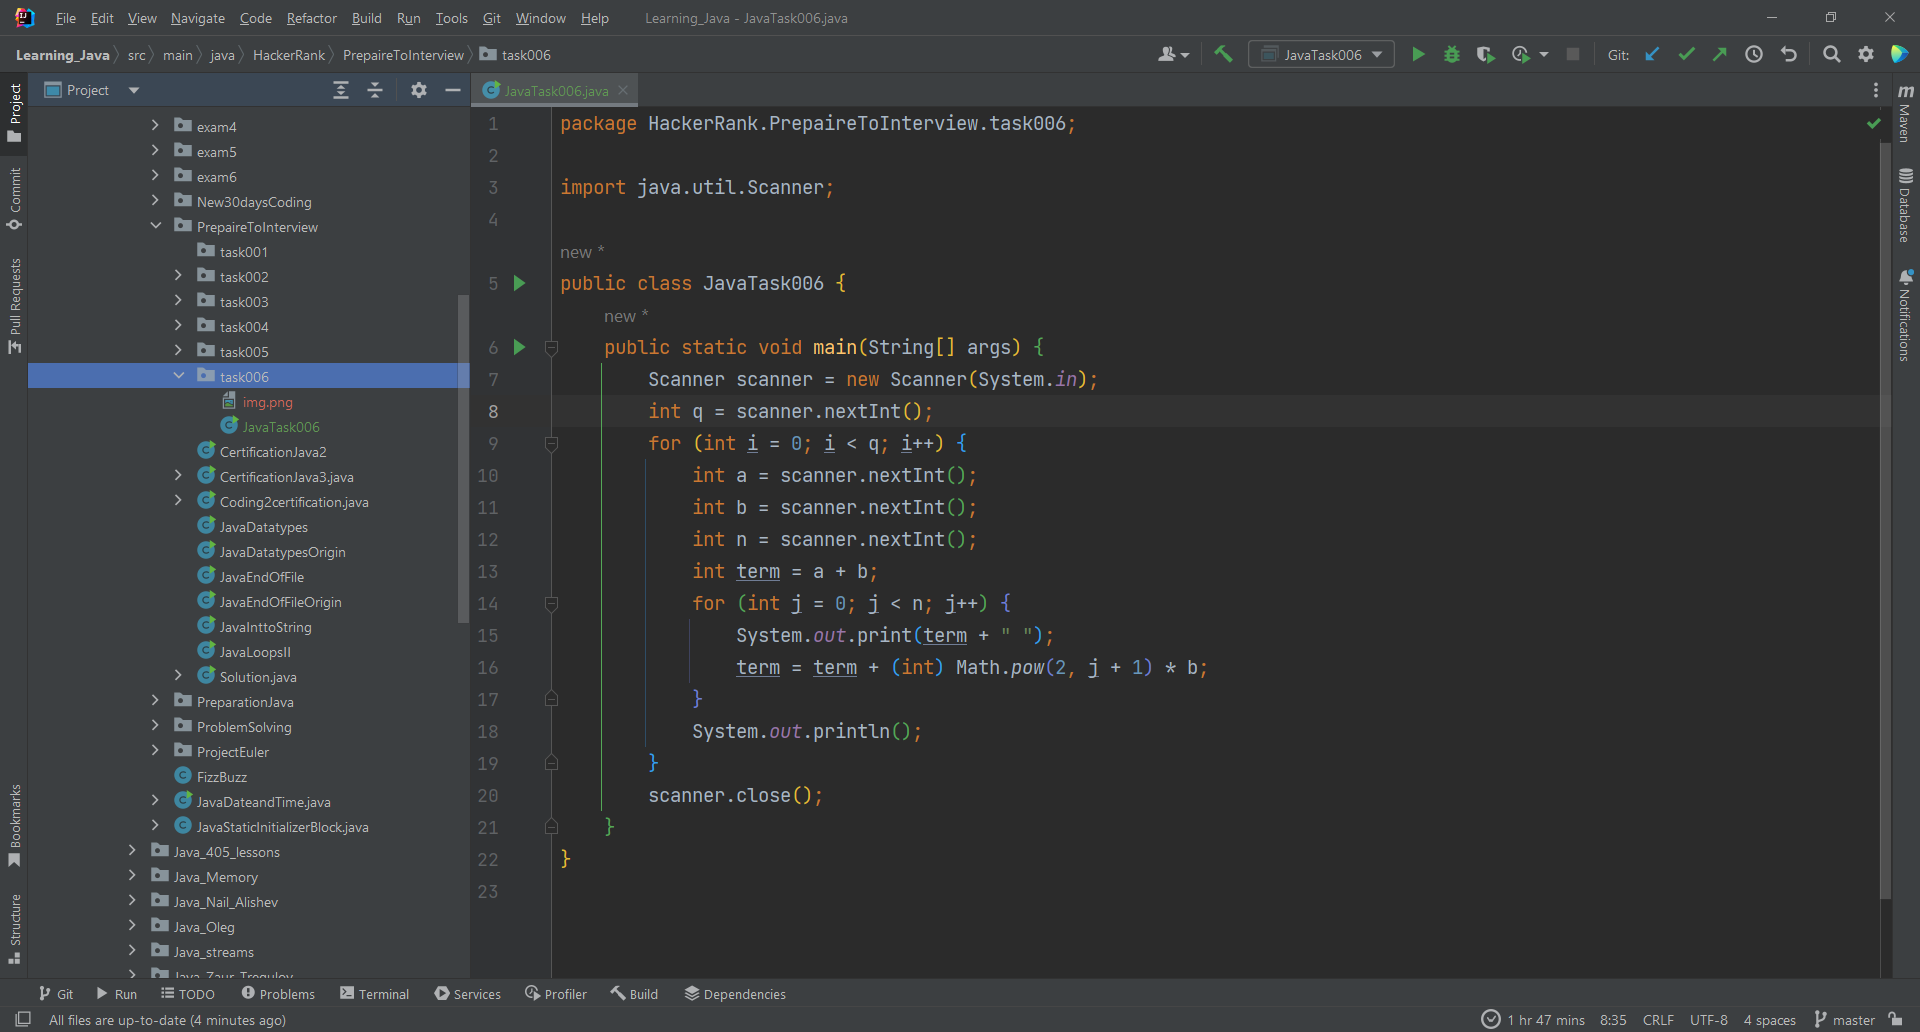 File Edit View Navigate Code Refactor Build Run Tools Git Window Help Learning_Java - JavaTask006.java
Learning_Java src main java HackerRank PrepaireToInterview task006 JavaTask006 Git:
Project
JavaTask006.java
Project
Commit
Pull Requests
Bookmarks
Structure
exam4
exam5
exam6
New30daysCoding
PrepaireToInterview
task001
task002
task003
task004
task005
task006
img.png
JavaTask006
CertificationJava2
CertificationJava3.java
Coding2certification.java
JavaDatatypes
JavaDatatypesOrigin
JavaEndOfFile
JavaEndOfFileOrigin
JavaInttoString
JavaLoopsII
Solution.java
PreparationJava
ProblemSolving
ProjectEuler
FizzBuzz
JavaDateandTime.java
JavaStaticInitializerBlock.java
Java_405_lessons
Java_Memory
Java_Nail_Alishev
Java_Oleg
Java_streams
Java_Zaur_Tregulov
1 package HackerRank.PrepaireToInterview.task006;
2
3 import java.util.Scanner;
4
new *
5 public class JavaTask006 {
new *
6 public static void main(String[] args) {
7 Scanner scanner = new Scanner(System.in);
8 int q = scanner.nextInt();
9 for (int i = 0; i < q; i++) {
10 int a = scanner.nextInt();
11 int b = scanner.nextInt();
12 int n = scanner.nextInt();
13 int term = a + b;
14 for (int j = 0; j < n; j++) {
15 System.out.print(term + " ");
16 term = term + (int) Math.pow(2, j + 1) * b;
17 }
18 System.out.println();
19 }
20 scanner.close();
21 }
22 }
23
m Maven
Database
Notifications
Git Run TODO Problems Terminal Services Profiler Build Dependencies
All files are up-to-date (4 minutes ago) 1 hr 47 mins 8:35 CRLF UTF-8 4 spaces master